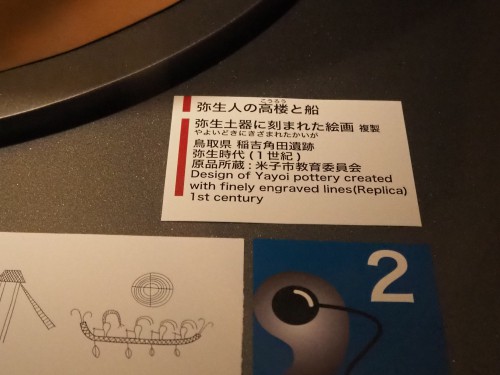 こうろう
弥生人の高楼と船
弥生土器に刻まれた絵画 複製
やよいどきにきざまれたかいが
鳥取県 稲吉角田遺跡
弥生時代 (1世紀)
原品所蔵：米子市教育委員会
Design of Yayoi pottery created
with finely engraved lines(Replica)
1st century
2